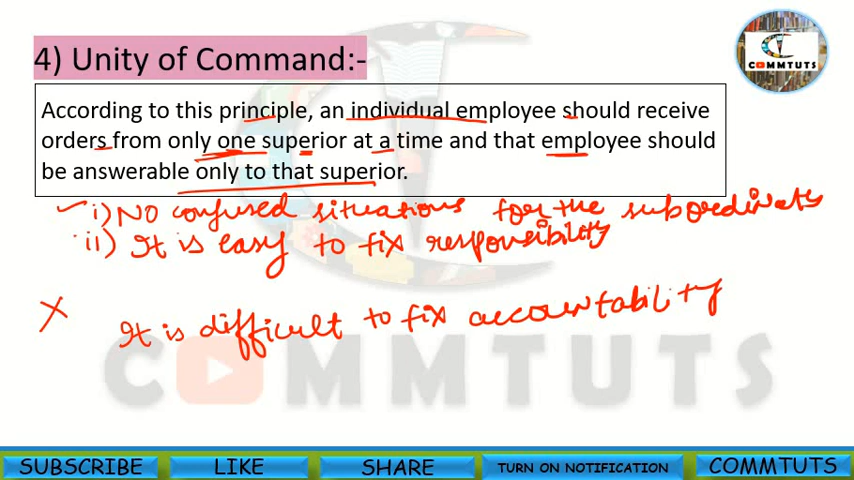 4) Unity of Command:-
COMMTUTS
According to this principle, an individual employee should receive
orders from only one superior at a time and that employee should
be answerable only to that superior.
i) No confused situations for the subordinates
ii) It is easy to fix responsibility
It is difficult to fix accountability
COMMTUTS
SUBSCRIBE LIKE SHARE TURN ON NOTIFICATION COMMTUTS